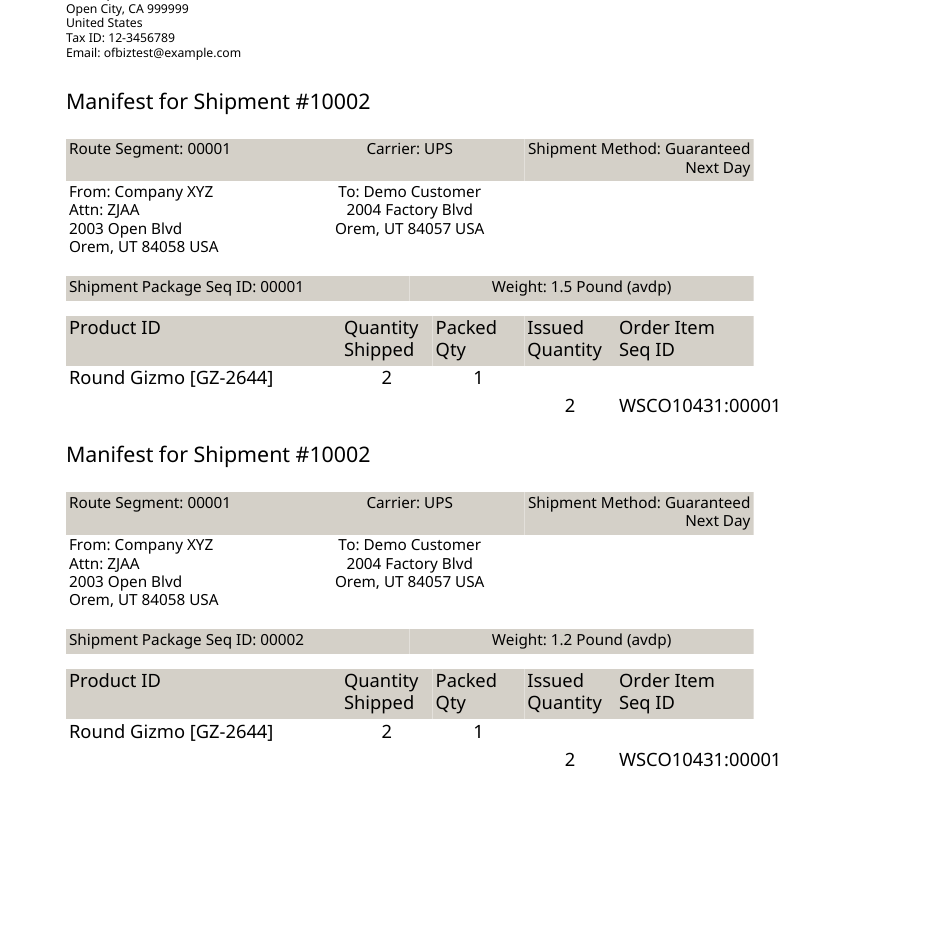 Open City, CA 999999
United States
Tax ID: 12-3456789
Email: ofbiztest@example.com
Manifest for Shipment #10002
Route Segment: 00001 Carrier: UPS Shipment Method: Guaranteed
Next Day
From: Company XYZ To: Demo Customer
Attn: ZJAA 2004 Factory Blvd
2003 Open Blvd Orem, UT 84057 USA
Orem, UT 84058 USA
Shipment Package Seq ID: 00001 Weight: 1.5 Pound (avdp)
Product ID Quantity Packed Issued Order Item
Shipped Qty Quantity Seq ID
Round Gizmo [GZ-2644] 2 1
2 WSCO10431:00001
Manifest for Shipment #10002
Route Segment: 00001 Carrier: UPS Shipment Method: Guaranteed
Next Day
From: Company XYZ To: Demo Customer
Attn: ZJAA 2004 Factory Blvd
2003 Open Blvd Orem, UT 84057 USA
Orem, UT 84058 USA
Shipment Package Seq ID: 00002 Weight: 1.2 Pound (avdp)
Product ID Quantity Packed Issued Order Item
Shipped Qty Quantity Seq ID
Round Gizmo [GZ-2644] 2 1
2 WSCO10431:00001